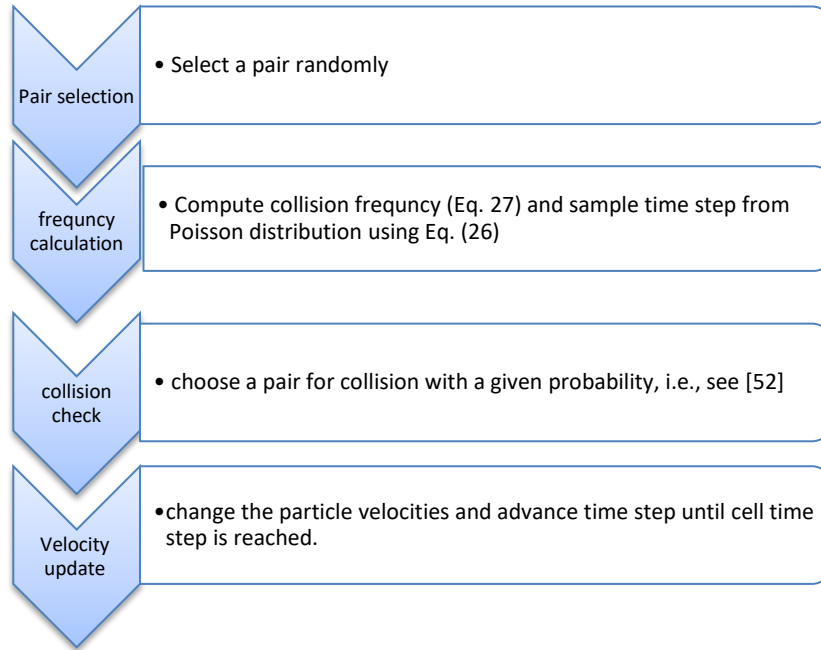 Pair selection
• Select a pair randomly
frequncy
calculation
• Compute collision frequncy (Eq. 27) and sample time step from
Poisson distribution using Eq. (26)
collision
check
• choose a pair for collision with a given probability, i.e., see [52]
Velocity
update
•change the particle velocities and advance time step until cell time
step is reached.